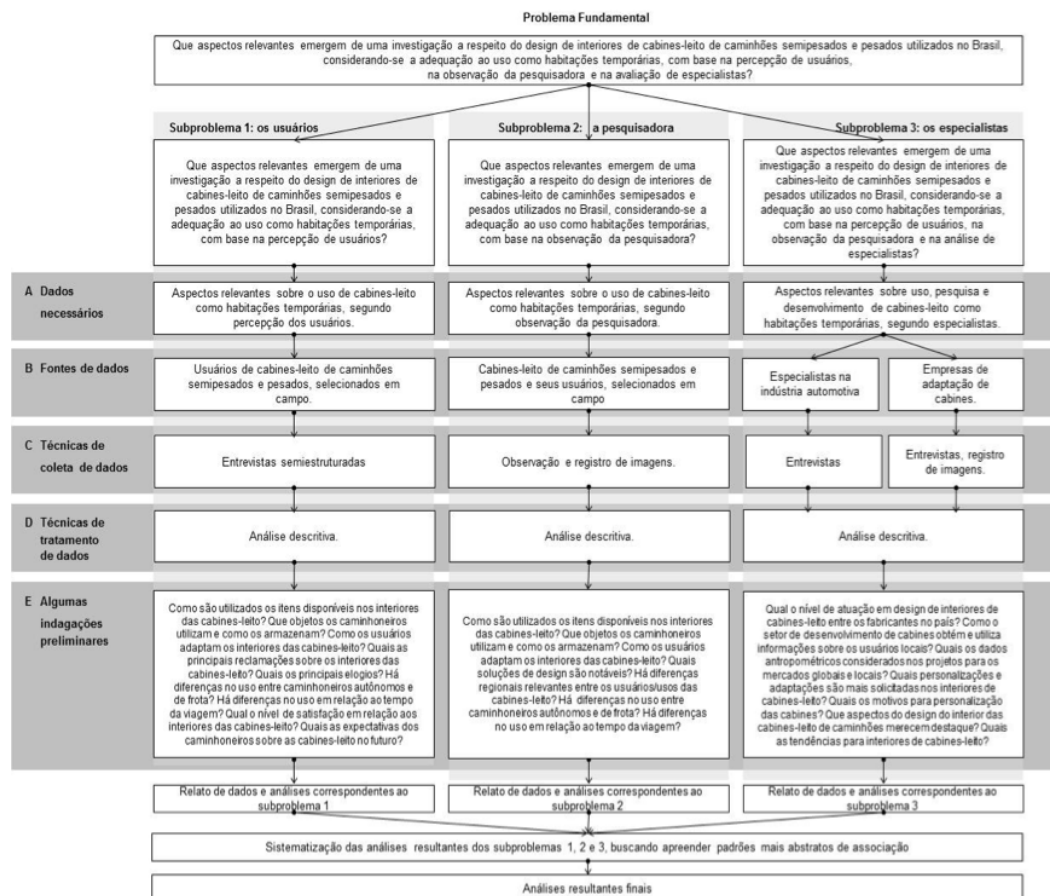 Problema Fundamental
Que aspectos relevantes emergem de uma investigação a respeito do design de interiores de cabines-leito de caminhões semipesados e pesados utilizados no Brasil,
considerando-se a adequação ao uso como habitações temporárias, com base na percepção de usuários,
na observação da pesquisadora e na avaliação de especialistas?
Subproblema 1: os usuários
Que aspectos relevantes emergem de uma
investigação a respeito do design de interiores de
cabines-leito de caminhões semipesados e
pesados utilizados no Brasil, considerando-se a
adequação ao uso como habitações temporárias,
com base na percepção de usuários?
Subproblema 2: a pesquisadora
Que aspectos relevantes emergem de uma
investigação a respeito do design de interiores de
cabines-leito de caminhões semipesados e
pesados utilizados no Brasil, considerando-se a
adequação ao uso como habitações temporárias,
com base na observação da pesquisadora?
Subproblema 3: os especialistas
Que aspectos relevantes emergem de uma
investigação a respeito do design de interiores de
cabines-leito de caminhões semipesados e
pesados utilizados no Brasil, considerando-se a
adequação ao uso como habitações temporárias,
com base na percepção de usuários, na
observação da pesquisadora e na análise de
especialistas?
A Dados
necessários
Aspectos relevantes sobre o uso de cabines-leito
como habitações temporárias, segundo
percepção dos usuários.
Aspectos relevantes sobre o uso de cabines-leito
como habitações temporárias, segundo
observação da pesquisadora.
Aspectos relevantes sobre uso, pesquisa e
desenvolvimento de cabines-leito como
habitações temporárias, segundo especialistas.
B Fontes de dados
Usuários de cabines-leito de caminhões
semipesados e pesados, selecionados em
campo.
Cabines-leito de caminhões semipesados e
pesados e seus usuários, selecionados em
campo
Especialistas na
indústria automotiva
Empresas de
adaptação de
cabines.
C Técnicas de
coleta de dados
Entrevistas semiestruturadas
Observação e registro de imagens.
Entrevistas
Entrevistas, registro
de imagens.
D Técnicas de
tratamento
de dados
Análise descritiva.
Análise descritiva.
Análise descritiva.
E Algumas
indagações
preliminares
Como são utilizados os itens disponíveis nos interiores
das cabines-leito? Que objetos os caminhoneiros
utilizam e como os armazenam? Como os usuários
adaptam os interiores das cabines-leito? Quais as
principais reclamações sobre os interiores das
cabines-leito? Quais os principais elogios? Há
diferenças no uso entre caminhoneiros autônomos e
de frota? Há diferenças no uso em relação ao tempo
da viagem? Qual o nível de satisfação em relação aos
interiores das cabines-leito? Quais as expectativas dos
caminhoneiros sobre as cabines-leito no futuro?
Como são utilizados os itens disponíveis nos interiores
das cabines-leito? Que objetos os caminhoneiros
utilizam e como os armazenam? Como os usuários
adaptam os interiores das cabines-leito? Quais
soluções de design são notáveis? Há diferenças
regionais relevantes entre os usuários/usos das
cabines-leito? Há diferenças no uso entre
caminhoneiros autônomos e de frota? Há diferenças
no uso em relação ao tempo da viagem?
Qual o nível de atuação em design de interiores de
cabines-leito entre os fabricantes no país? Como o
setor de desenvolvimento de cabines obtém e utiliza
informações sobre os usuários locais? Quais os dados
antropométricos considerados nos projetos para os
mercados globais e locais? Quais personalizações e
adaptações são mais solicitadas nos interiores de
cabines-leito? Quais os motivos para personalização
das cabines? Que aspectos do design do interior das
cabines-leito de caminhões merecem destaque? Quais
as tendências para interiores de cabines-leito?
Relato de dados e análises correspondentes ao
subproblema 1
Relato de dados e análises correspondentes ao
subproblema 2
Relato de dados e análises correspondentes ao
subproblema 3
Sistematização das análises resultantes dos subproblemas 1, 2 e 3, buscando apreender padrões mais abstratos de associação
Análises resultantes finais